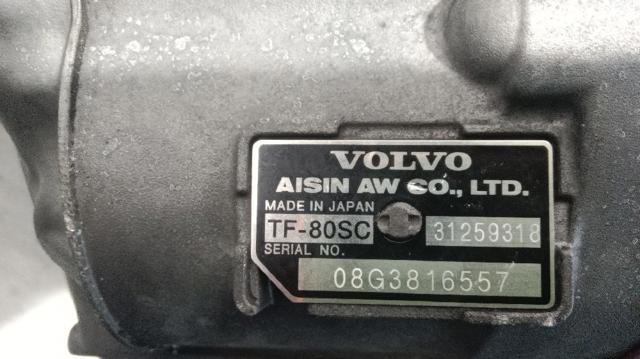 VOLVO
AISIN AW CO., LTD.
MADE IN JAPAN
TF-80SC 31259318
SERIAL NO.
08G3816557